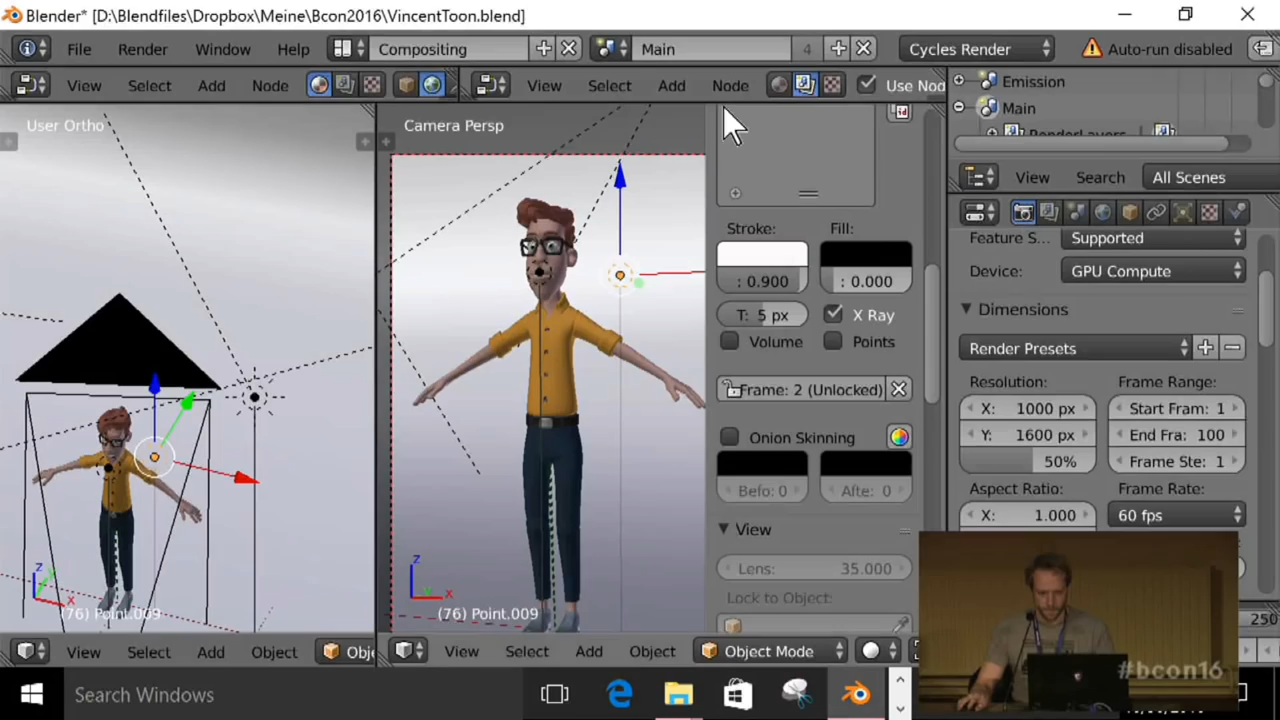 Blender* [D:\Blendfiles\Dropbox\Meine\Bcon2016\VincentToon.blend]
File Render Window Help Compositing Main 4 Cycles Render Auto-run disabled
View Select Add Node View Select Add Node Use Nod
Emission
Main
RenderLayers
View Search All Scenes
User Ortho
Camera Persp
Stroke: Fill:
: 0.900 : 0.000
T: 5 px X Ray
Volume Points
Frame: 2 (Unlocked)
Onion Skinning
Befo: 0 Afte: 0
View
Lens: 35.000
Lock to Object:
Feature S... Supported
Device: GPU Compute
Dimensions
Render Presets
Resolution: Frame Range:
X: 1000 px Start Fram: 1
Y: 1600 px End Fra: 100
50% Frame Ste: 1
Aspect Ratio: Frame Rate:
X: 1.000 60 fps
250
(76) Point.009
(76) Point.009
View Select Add Object Obje View Select Add Object Object Mode
#bcon16
Search Windows